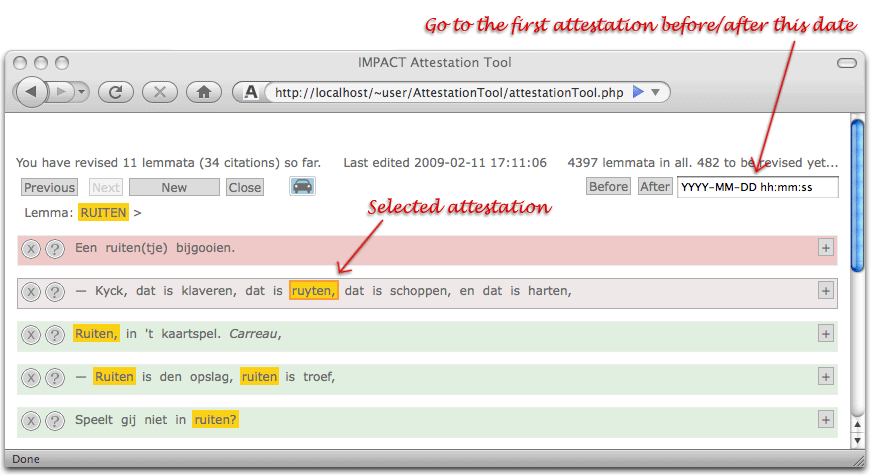 Go to the first attestation before/after this date
IMPACT Attestation Tool
A http://localhost/~user/AttestationTool/attestationTool.php
You have revised 11 lemmata (34 citations) so far. Last edited 2009-02-11 17:11:06 4397 lemmata in all. 482 to be revised yet...
Previous Next New Close Before After YYYY-MM-DD hh:mm:ss
Lemma: RUITEN >
Selected attestation
x ? Een ruiten(tje) bijgooien. +
x ? — Kyck, dat is klaveren, dat is ruyten, dat is schoppen, en dat is harten, +
x ? Ruiten, in 't kaartspel. Carreau, +
x ? — Ruiten is den opslag, ruiten is troef, +
x ? Speelt gij niet in ruiten? +
Done